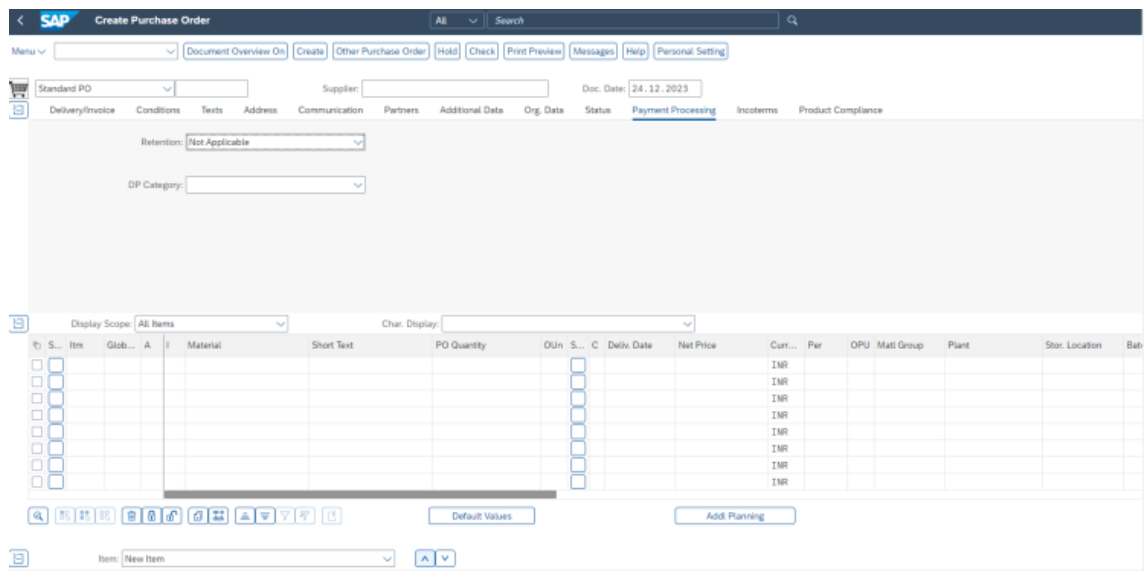 SAP Create Purchase Order All Search
Menu Document Overview On Create Other Purchase Order Hold Check Print Preview Messages Help Personal Setting
Standard PO Supplier: Doc. Date: 24.12.2023
Delivery/Invoice Conditions Texts Address Communication Partners Additional Data Org. Data Status Payment Processing Incoterms Product Compliance
Retention: Not Applicable
DP Category:
Display Scope: All Items Char. Display:
S... Itm Glob... A I Material Short Text PO Quantity OUn S... C Deliv. Date Net Price Curr... Per OPU Matl Group Plant Stor. Location Bat
INR
INR
INR
INR
INR
INR
INR
INR
Default Values Addl Planning
Item: New Item